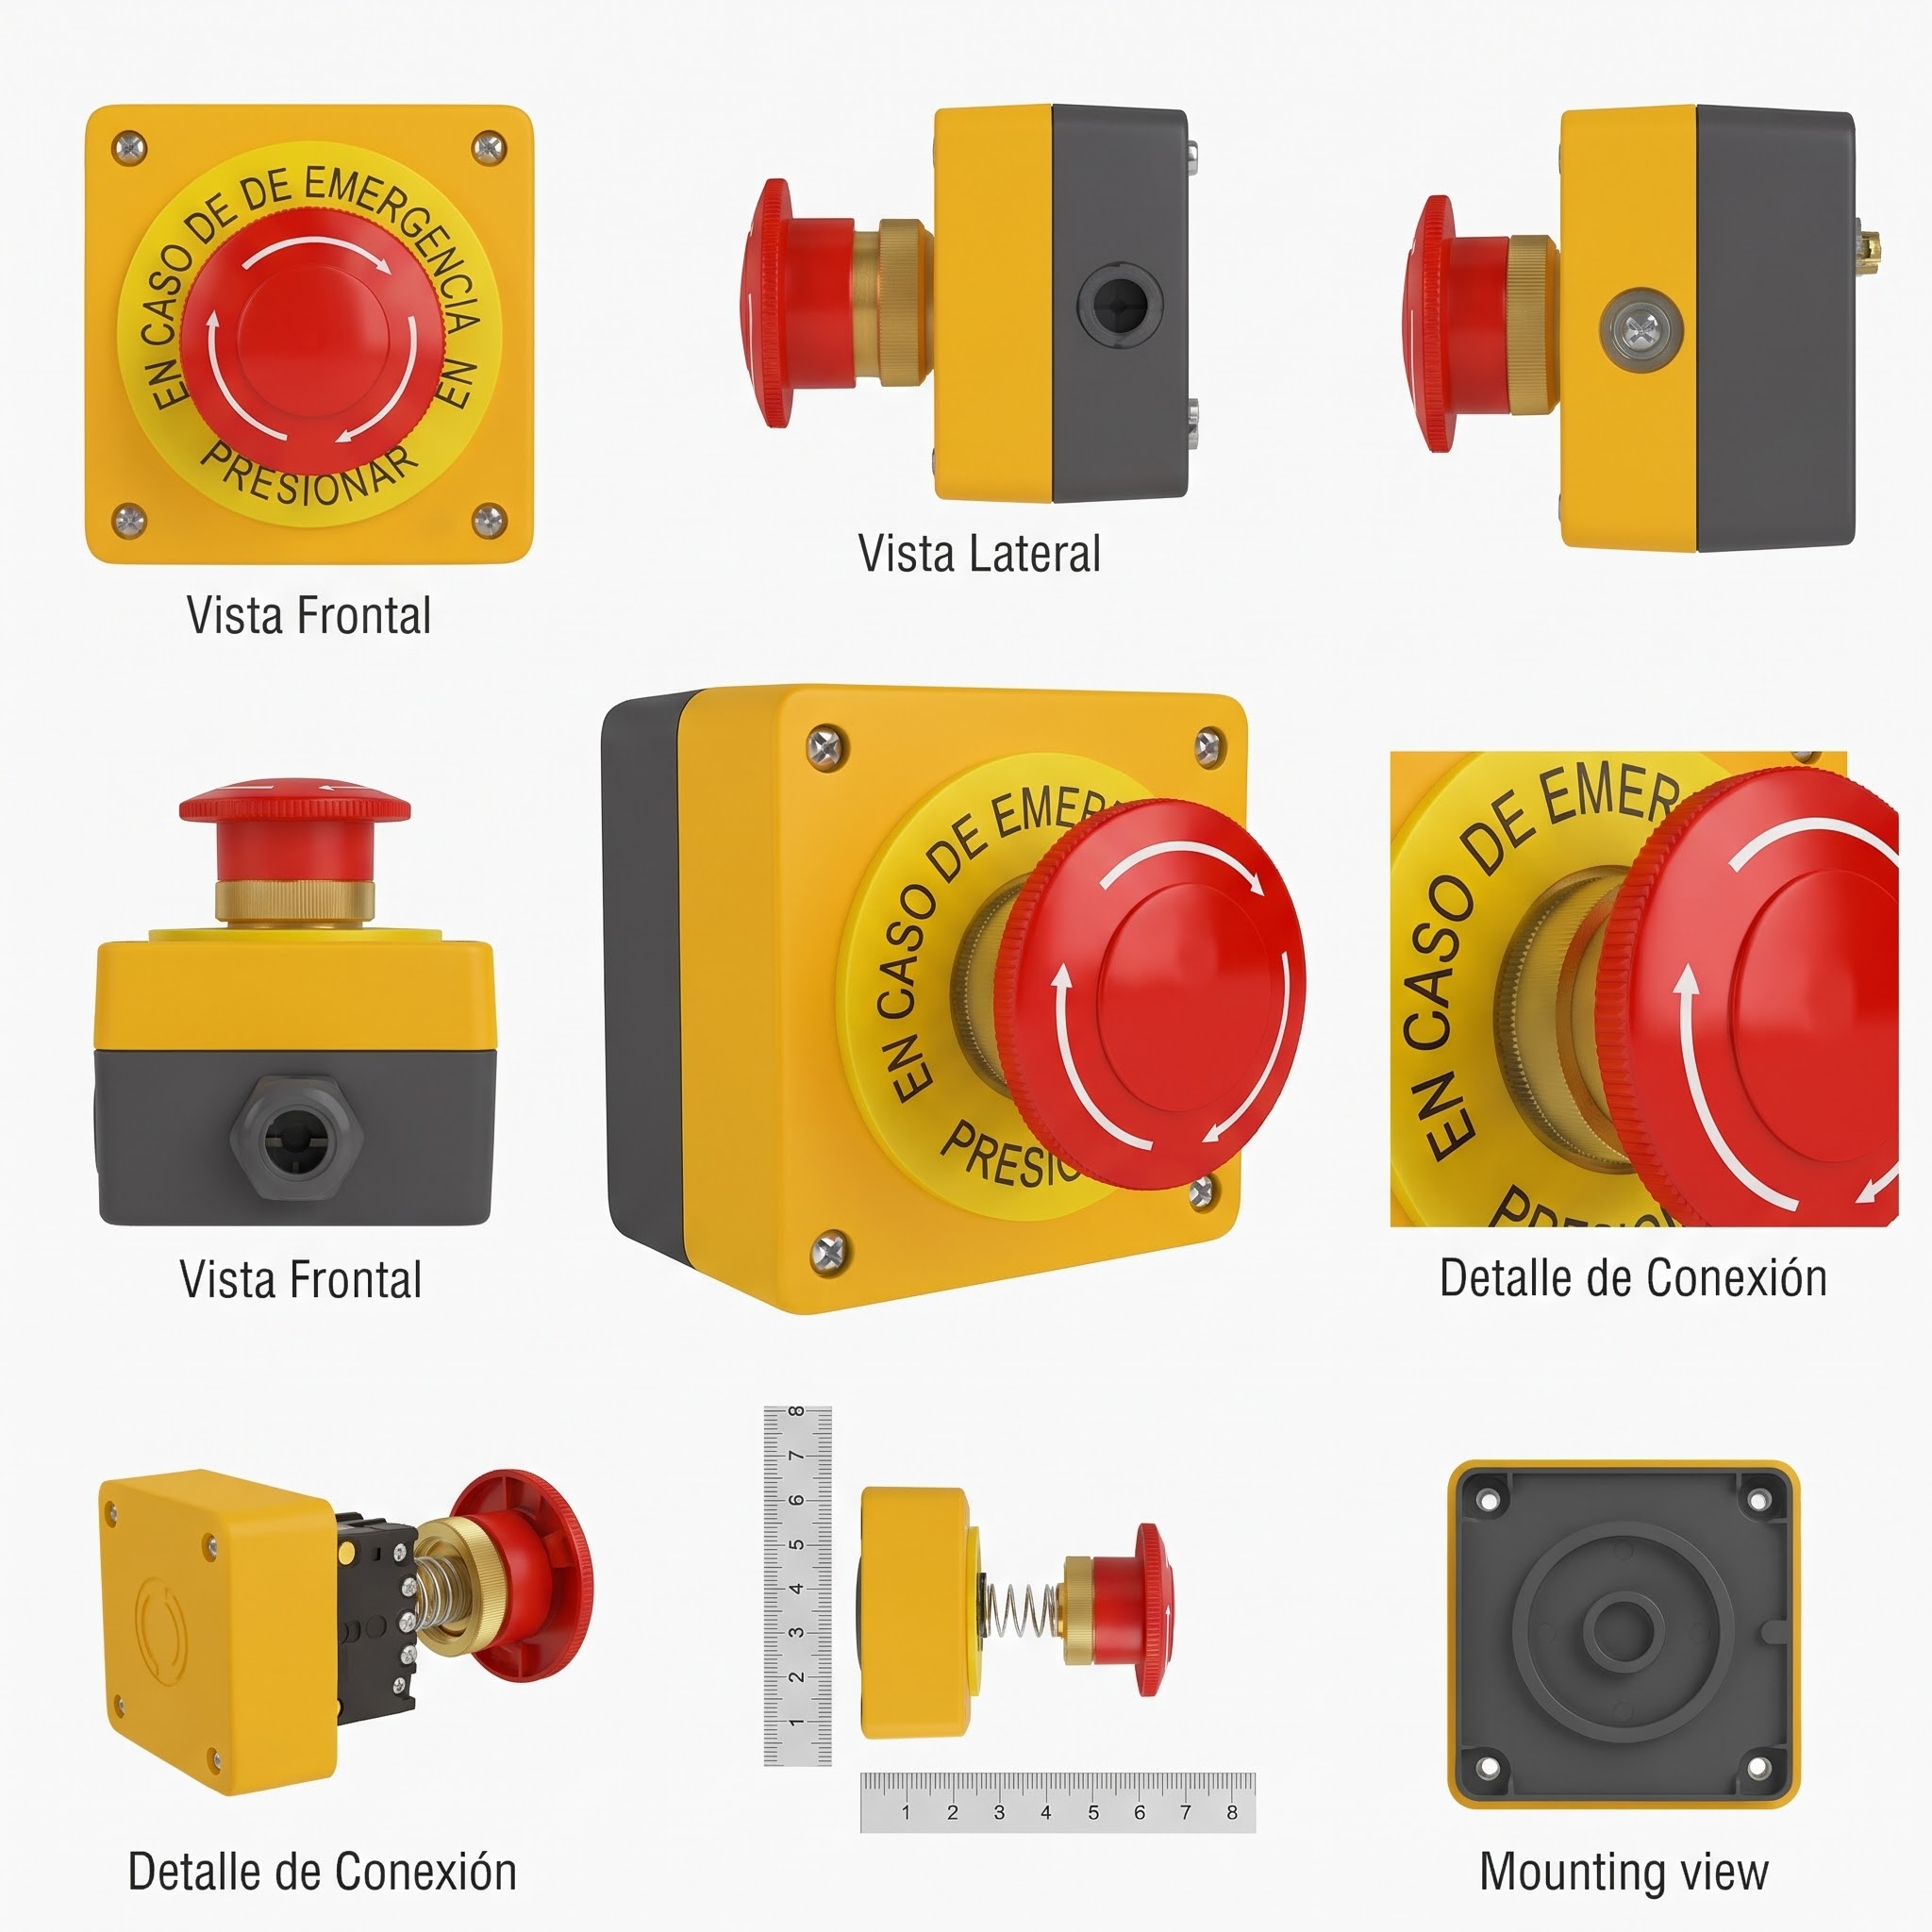 EN CASO DE DE EMERGENCIA EN
PRESIONAR
Vista Frontal
Vista Lateral
EN CASO DE EMER
PRESIO
EN CASO DE EMER
PRESION
Vista Frontal
Detalle de Conexión
8
7
6
5
4
3
2
1
1 2 3 4 5 6 7 8
Detalle de Conexión
Mounting view